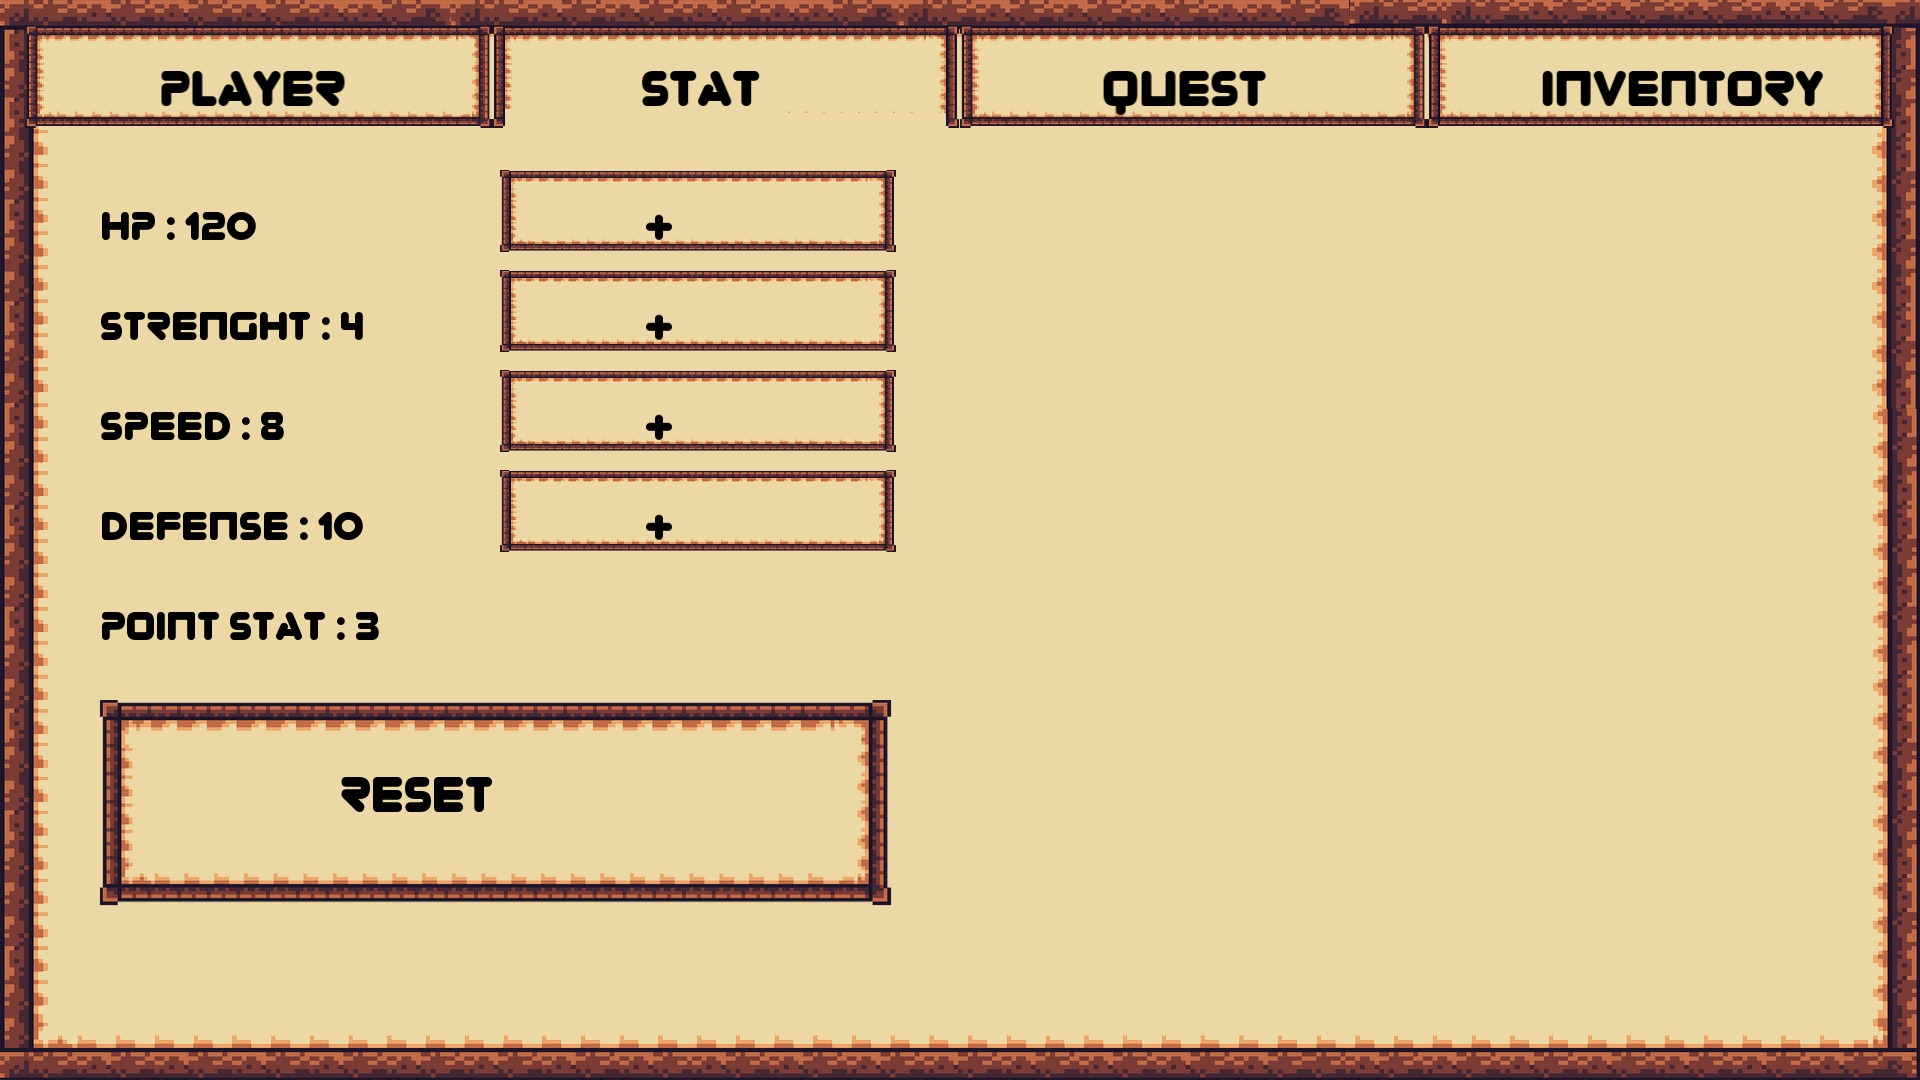 PLAYER STAT QUEST INVENTORY
HP : 120 +
STRENGHT : 4 +
SPEED : 8 +
DEFENSE : 10 +
POINT STAT : 3
RESET